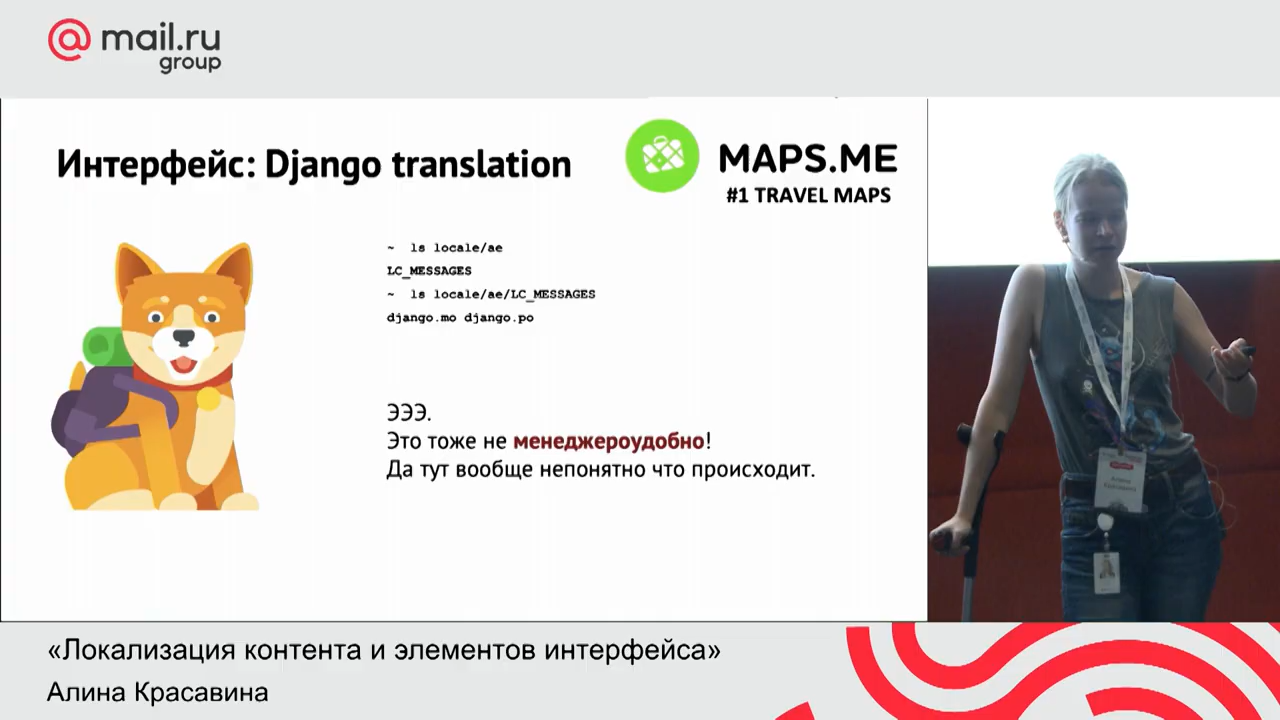 mail.ru
group
Интерфейс: Django translation
MAPS.ME
#1 TRAVEL MAPS
~ ls locale/ae
LC_MESSAGES
~ ls locale/ae/LC_MESSAGES
django.mo django.po
ЭЭЭ.
Это тоже не менеджероудобно!
Да тут вообще непонятно что происходит.
Алина
Красавина
«Локализация контента и элементов интерфейса»
Алина Красавина